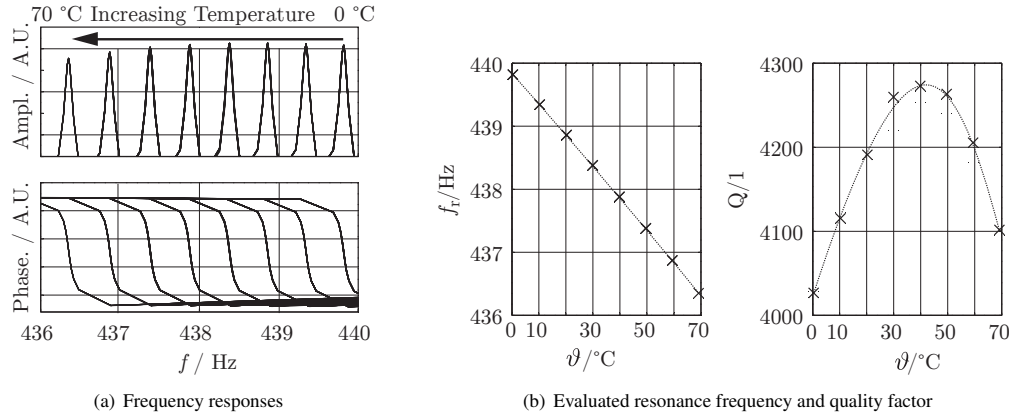 70 °C Increasing Temperature 0 °C
Ampl. / A.U.
Phase. / A.U.
436 437 438 439 440
f / Hz
(a) Frequency responses
440
439
438
437
436
fr/Hz
0 10 30 50 70
ϑ/°C
4300
4200
4100
4000
Q/1
0 10 30 50 70
ϑ/°C
(b) Evaluated resonance frequency and quality factor